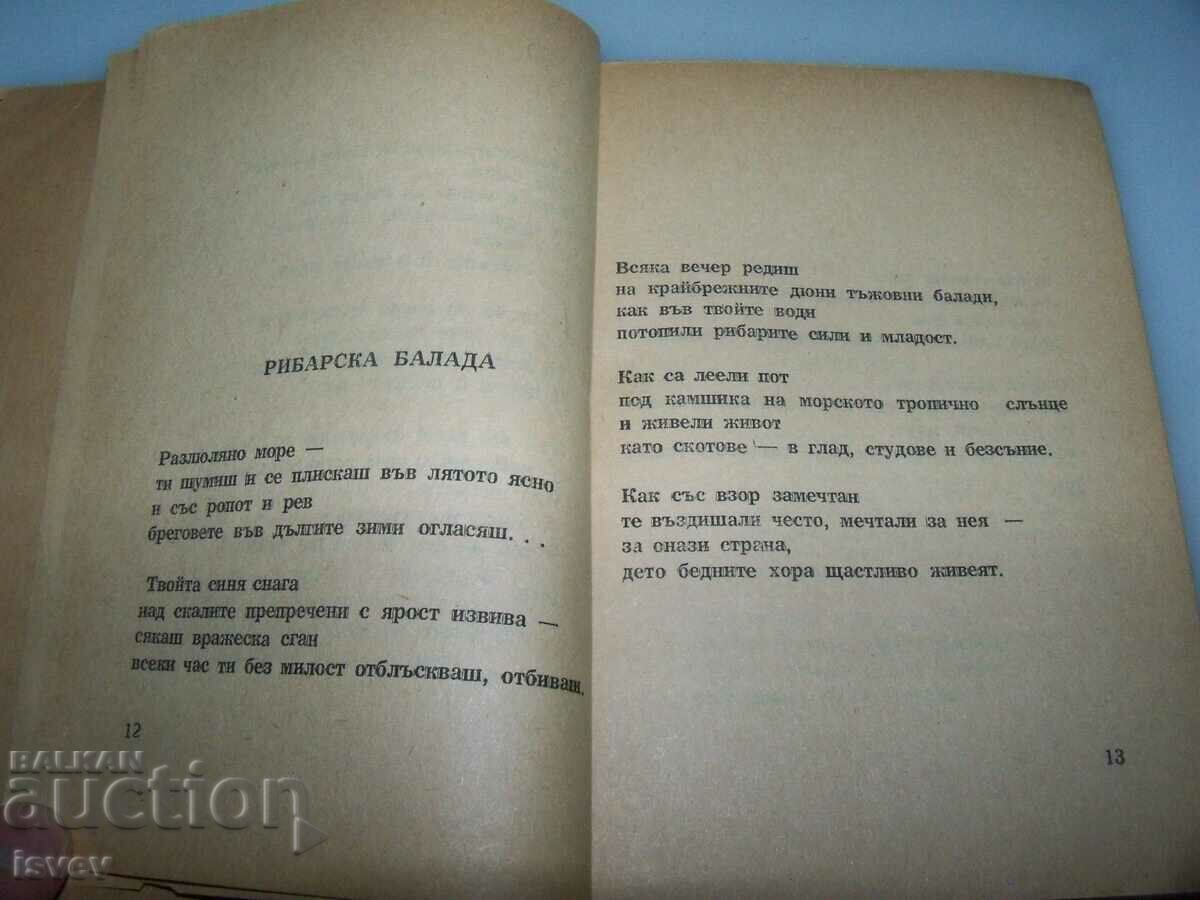 РИБАРСКА БАЛАДА
Разлюляно море —
ти шумиш и се плискаш във лятото ясно
и със ропот и рев
бреговете във дългите зими огласяш. . .
Твойта синя снага
над скалите препречени с ярост извива —
сякаш вражеска сган
всеки час ти без милост отблъскваш, отбиваш.
12
Всяка вечер редиш
на крайбрежните дюни тъжовни балади,
как във твойте води
потопили рибарите сили и младост.
Как са леели пот
под камшика на морското тропично слънце
и живели живот
като скотове — в глад, студове и безсъние.
Как със взор замечтан
те въздишали често, мечтали за нея —
за онази страна,
дето бедните хора щастливо живеят.
13
BALKAN
auction
isvev